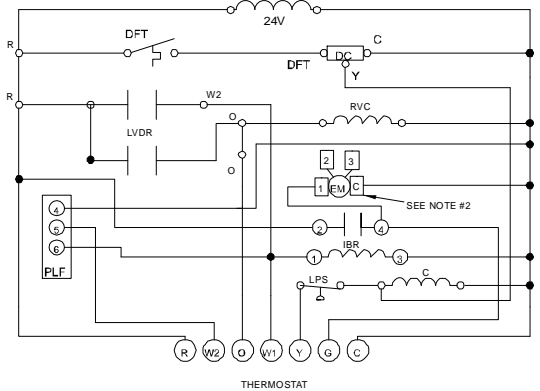 24V
R DFT DFT DC C
Y
R W2
LVDR O RVC
O
2 3
1 EM C
SEE NOTE #2
4
5
6
PLF
2 4
IBR
1 3
LPS C
R W2 O W1 Y G C
THERMOSTAT